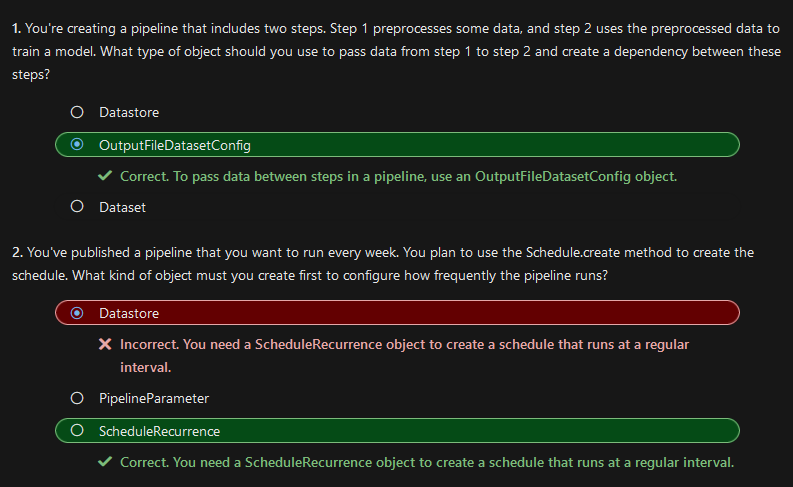 1. You're creating a pipeline that includes two steps. Step 1 preprocesses some data, and step 2 uses the preprocessed data to
train a model. What type of object should you use to pass data from step 1 to step 2 and create a dependency between these
steps?
Datastore
OutputFileDatasetConfig
Correct. To pass data between steps in a pipeline, use an OutputFileDatasetConfig object.
Dataset
2. You've published a pipeline that you want to run every week. You plan to use the Schedule.create method to create the
schedule. What kind of object must you create first to configure how frequently the pipeline runs?
Datastore
Incorrect. You need a ScheduleRecurrence object to create a schedule that runs at a regular
interval.
PipelineParameter
ScheduleRecurrence
Correct. You need a ScheduleRecurrence object to create a schedule that runs at a regular interval.